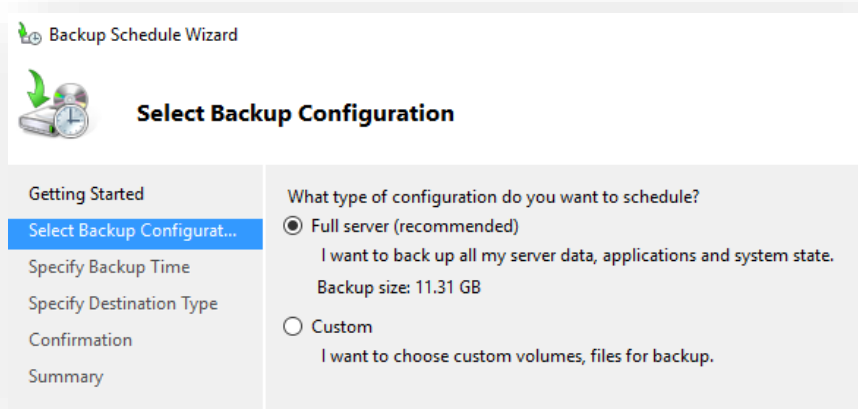 Backup Schedule Wizard
Select Backup Configuration
Getting Started
Select Backup Configurat...
Specify Backup Time
Specify Destination Type
Confirmation
Summary
What type of configuration do you want to schedule?
Full server (recommended)
I want to back up all my server data, applications and system state.
Backup size: 11.31 GB
Custom
I want to choose custom volumes, files for backup.